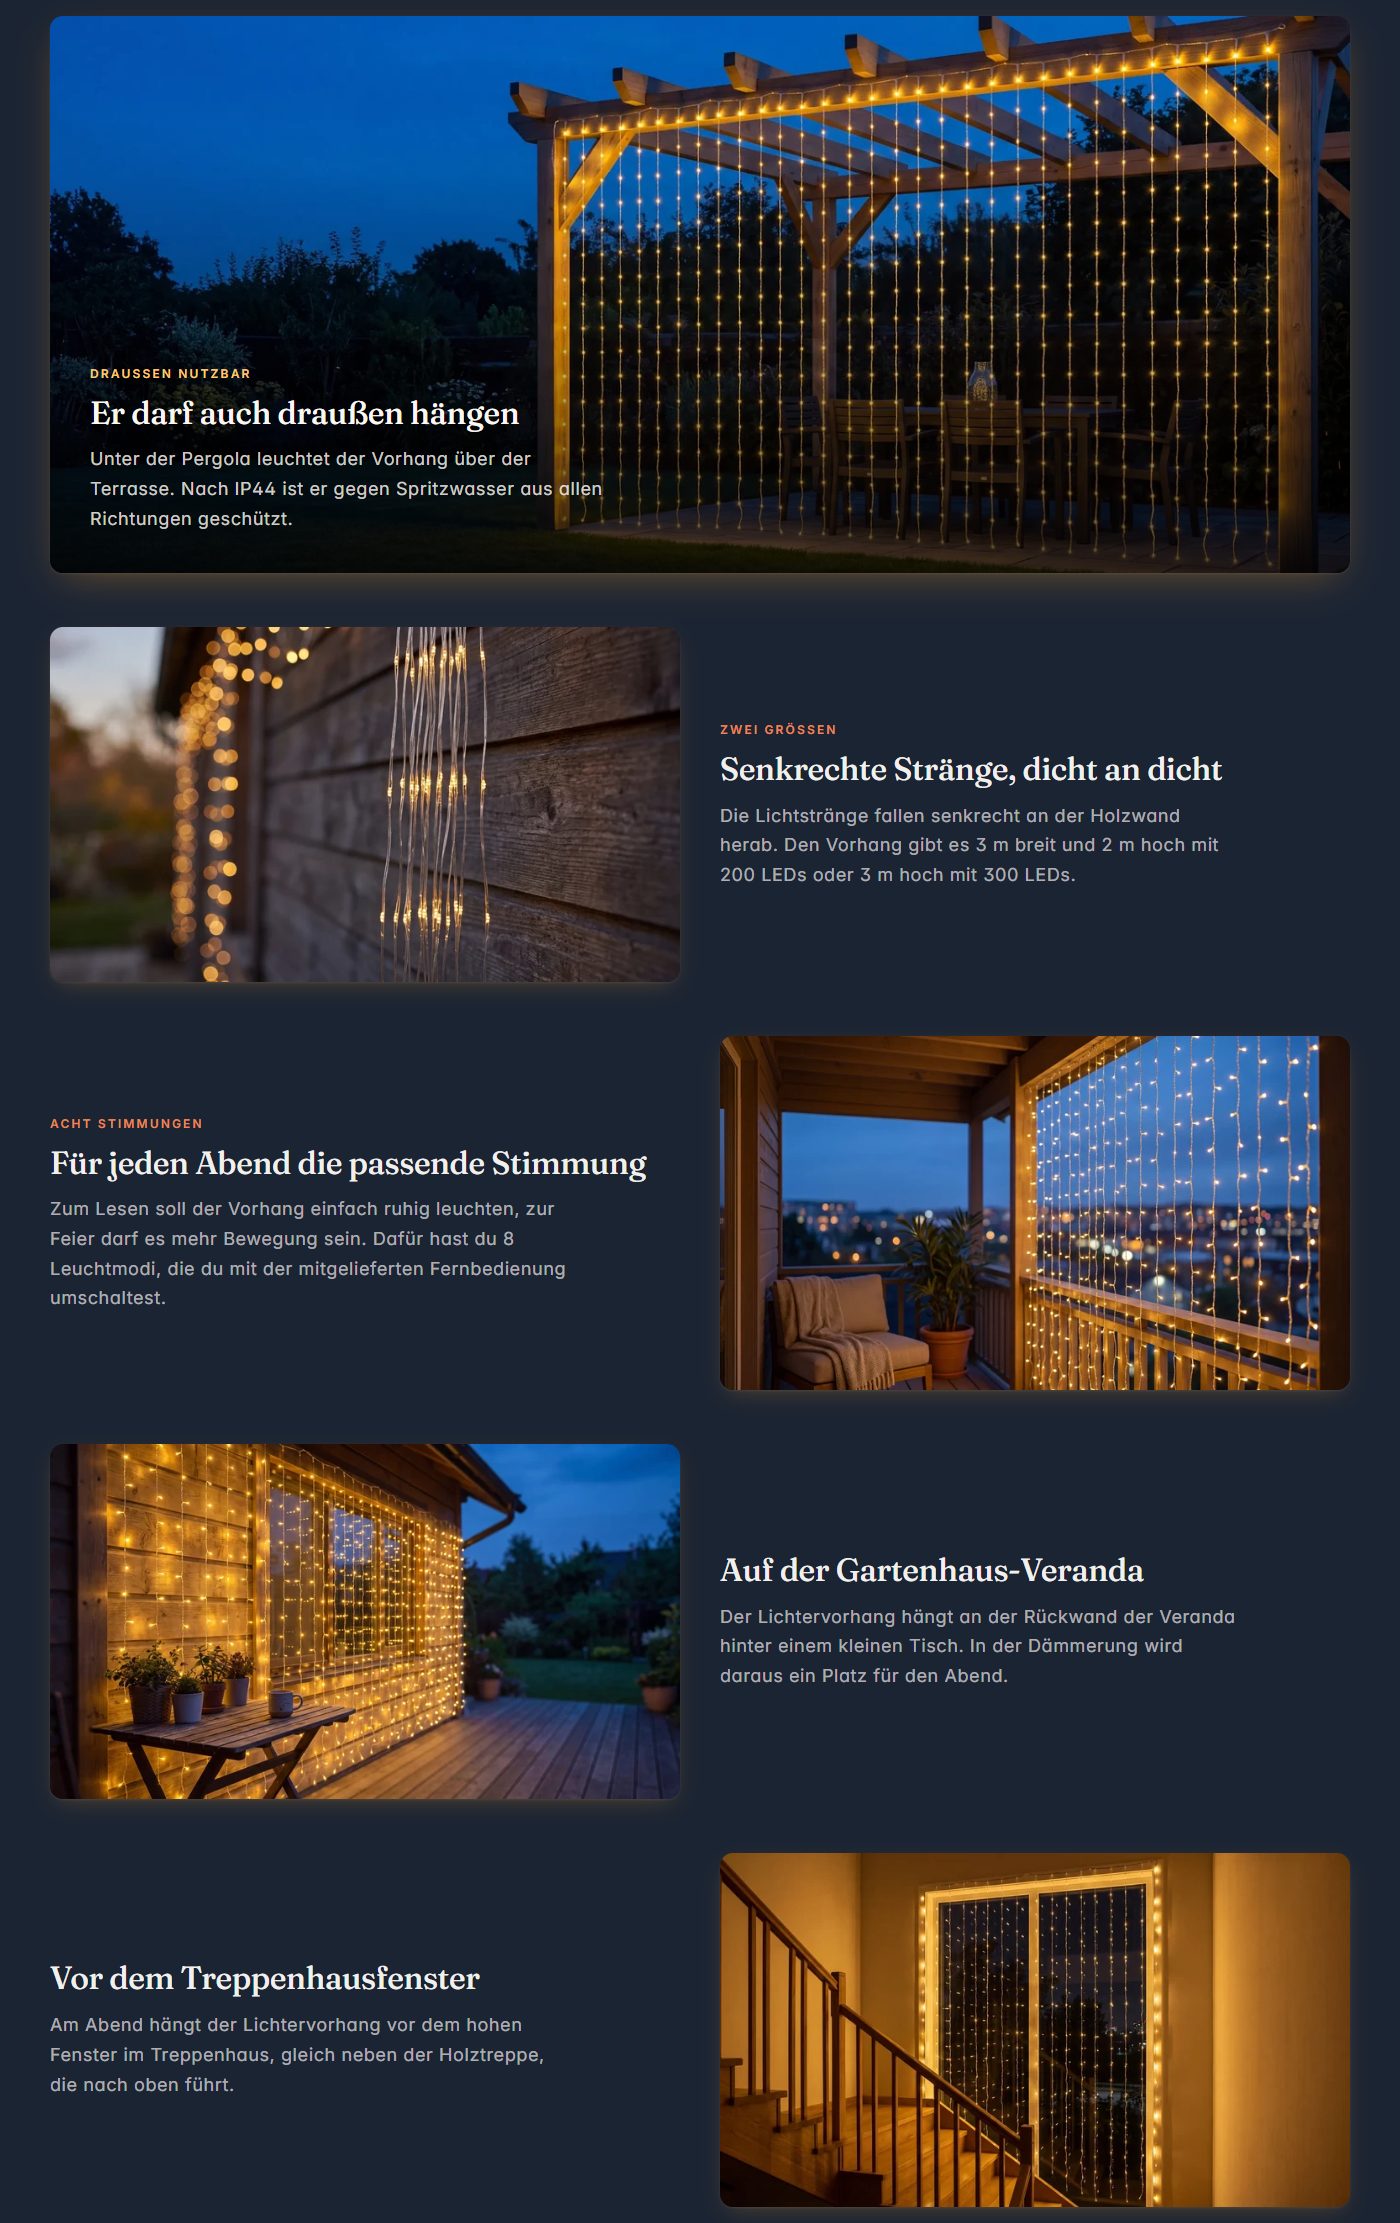 DRAUSSEN NUTZBAR
Er darf auch draußen hängen
Unter der Pergola leuchtet der Vorhang über der
Terrasse. Nach IP44 ist er gegen Spritzwasser aus allen
Richtungen geschützt.
ZWEI GRÖSSEN
Senkrechte Stränge, dicht an dicht
Die Lichtstränge fallen senkrecht an der Holzwand
herab. Den Vorhang gibt es 3 m breit und 2 m hoch mit
200 LEDs oder 3 m hoch mit 300 LEDs.
ACHT STIMMUNGEN
Für jeden Abend die passende Stimmung
Zum Lesen soll der Vorhang einfach ruhig leuchten, zur
Feier darf es mehr Bewegung sein. Dafür hast du 8
Leuchtmodi, die du mit der mitgelieferten Fernbedienung
umschaltest.
Auf der Gartenhaus-Veranda
Der Lichtervorhang hängt an der Rückwand der Veranda
hinter einem kleinen Tisch. In der Dämmerung wird
daraus ein Platz für den Abend.
Vor dem Treppenhausfenster
Am Abend hängt der Lichtervorhang vor dem hohen
Fenster im Treppenhaus, gleich neben der Holztreppe,
die nach oben führt.